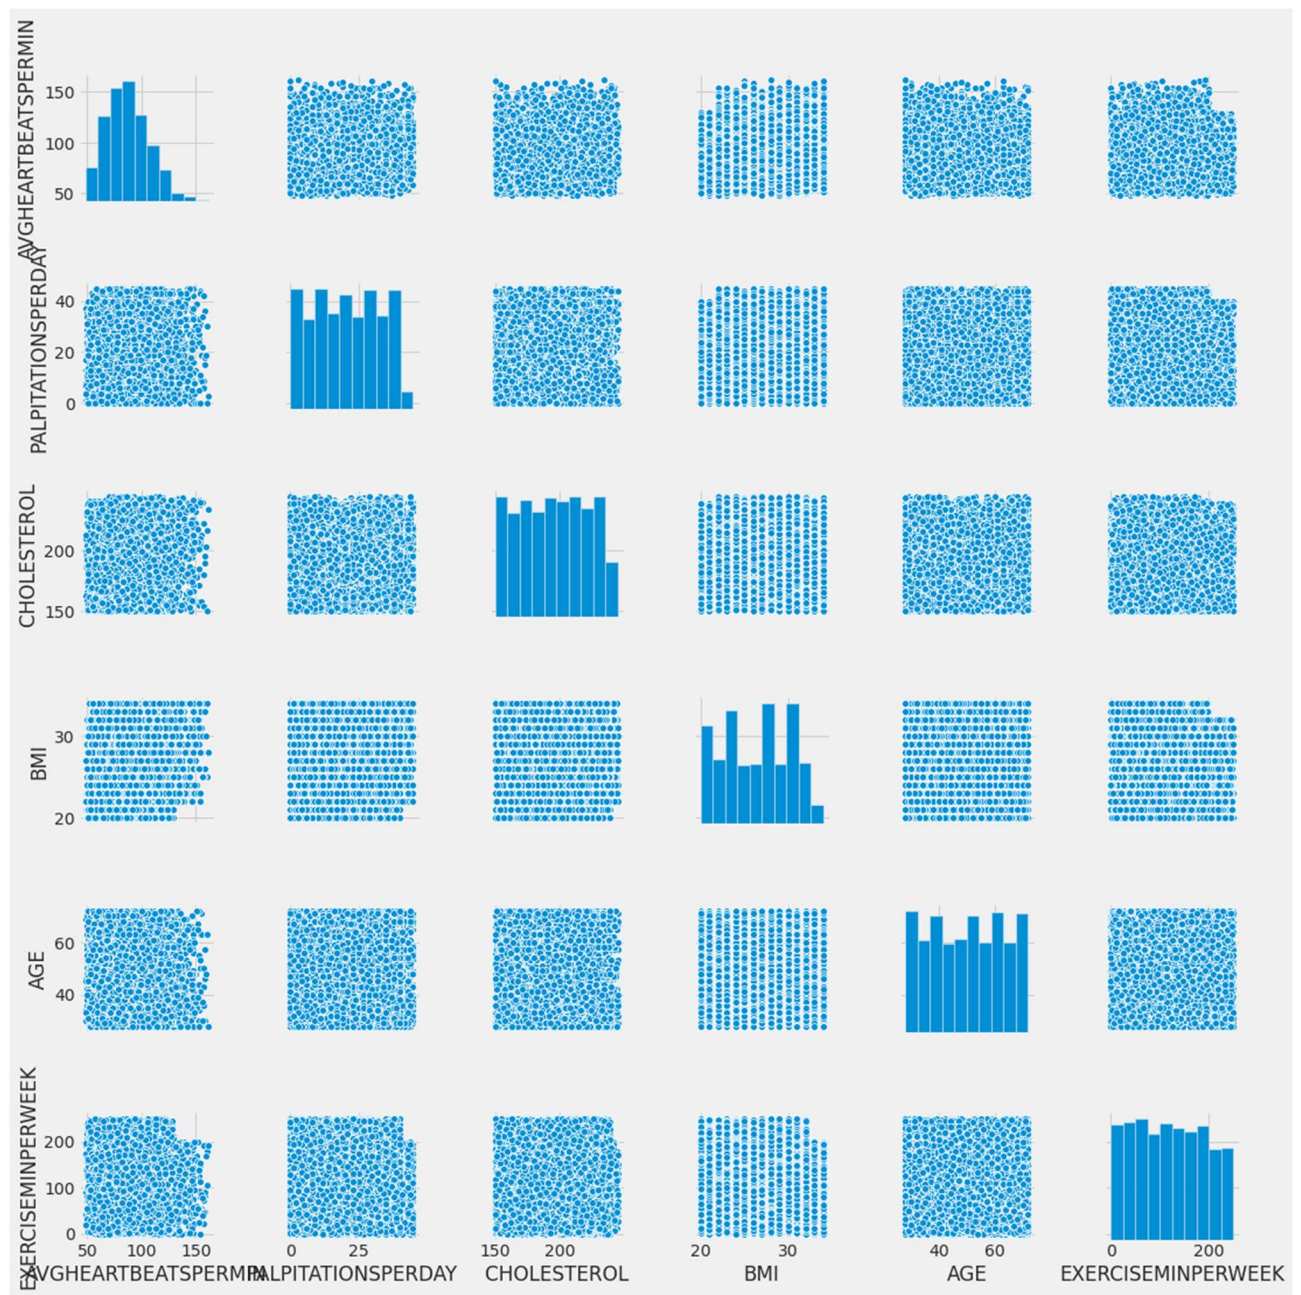 AVGHEARTBEATSPERMIN
150
100
50
PALPITATIONSPERDAY
40
20
0
CHOLESTEROL
200
150
BMI
30
20
AGE
60
40
EXERCISEMINPERWEEK
200
100
0
50 100 150 0 25 150 200 20 30 40 60 0 200
AVGHEARTBEATSPERMIN PALPITATIONSPERDAY CHOLESTEROL BMI AGE EXERCISEMINPERWEEK